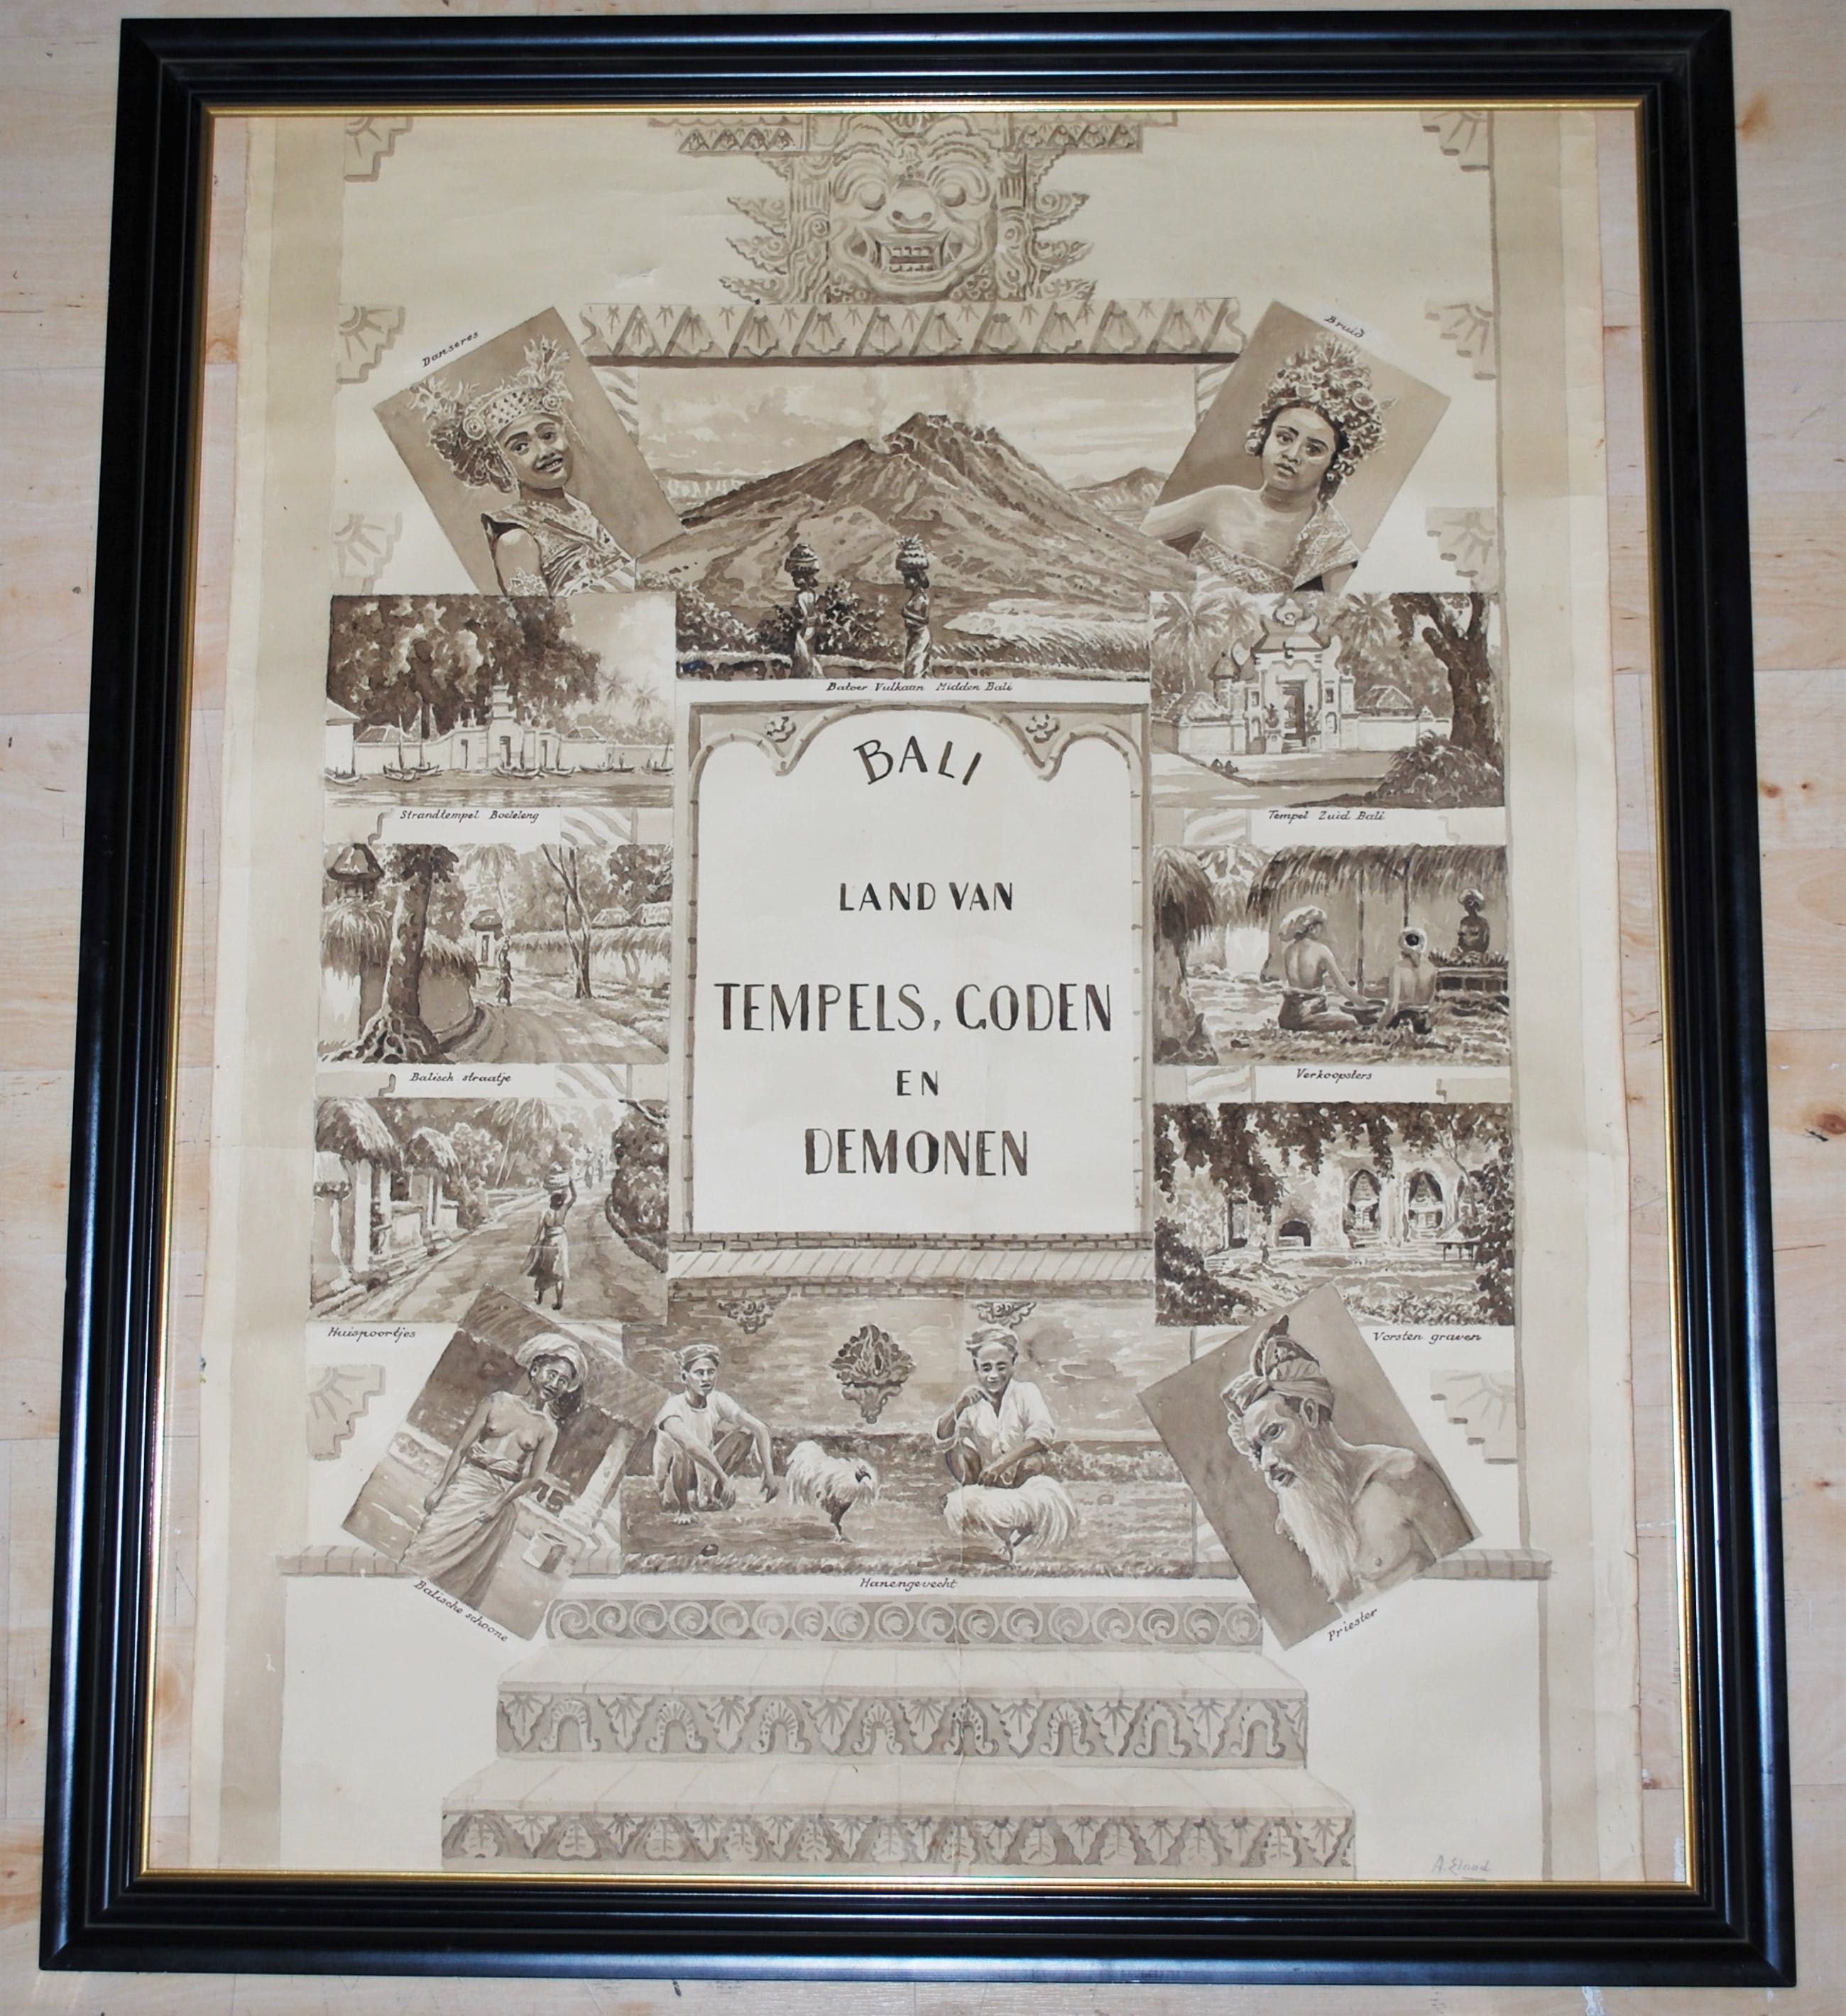 Danseres
Bruid
Batoer Vulkaan Midden Bali
Strandtempel Boeleleng
Tempel Zuid Bali
BALI
LAND VAN
TEMPELS, GODEN
EN
DEMONEN
Balisch straatje
Verkoopsters
Huispoortjes
Vorsten graven
Balische schoone
Hanengevecht
Priester